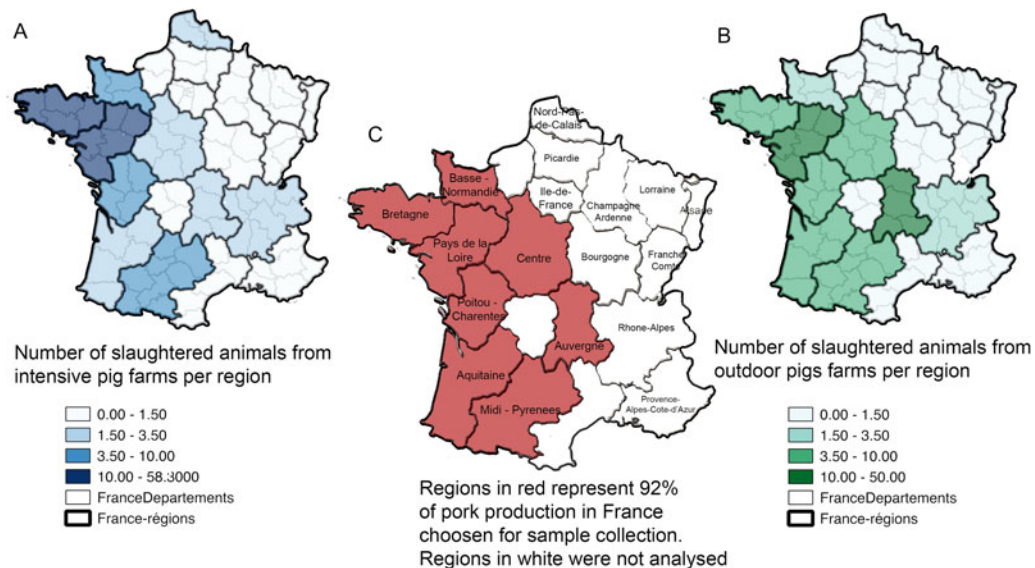 A
Number of slaughtered animals from
intensive pig farms per region
0.00 - 1.50
1.50 - 3.50
3.50 - 10.00
10.00 - 58.3000
FranceDepartements
France-régions
C
Nord-Pas-
de-Calais
Picardie
Basse -
Normandie
Ile-de-
France
Lorraine
Alsace
Champagne
Ardenne
Bretagne
Pays de la
Loire
Centre
Bourgogne
Franche
Comte
Poitou -
Charentes
Auvergne
Rhone-Alpes
Aquitaine
Midi - Pyrenees
Provence-
Alpes-Cote-d'Azur
Regions in red represent 92%
of pork production in France
choosen for sample collection.
Regions in white were not analysed
B
Number of slaughtered animals from
outdoor pigs farms per region
0.00 - 1.50
1.50 - 3.50
3.50 - 10.00
10.00 - 50.00
FranceDepartements
France-régions